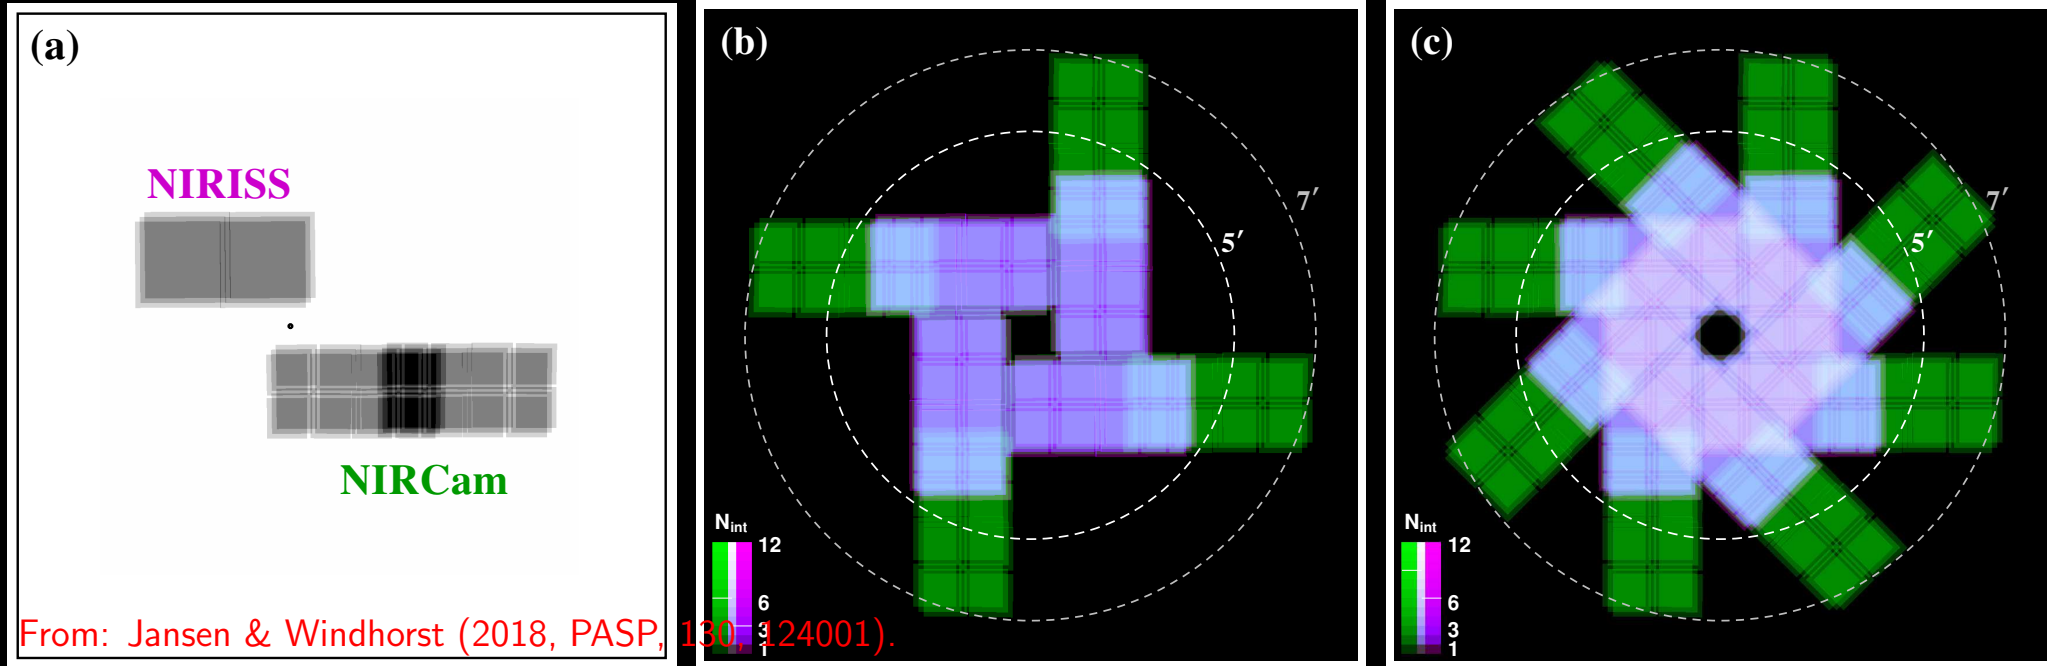 (a)
NIRISS
NIRCam
From: Jansen & Windhorst (2018, PASP, 130, 124001).
(b)
7′
5′
Nint
12
6
3
1
(c)
7′
5′
Nint
12
6
3
1